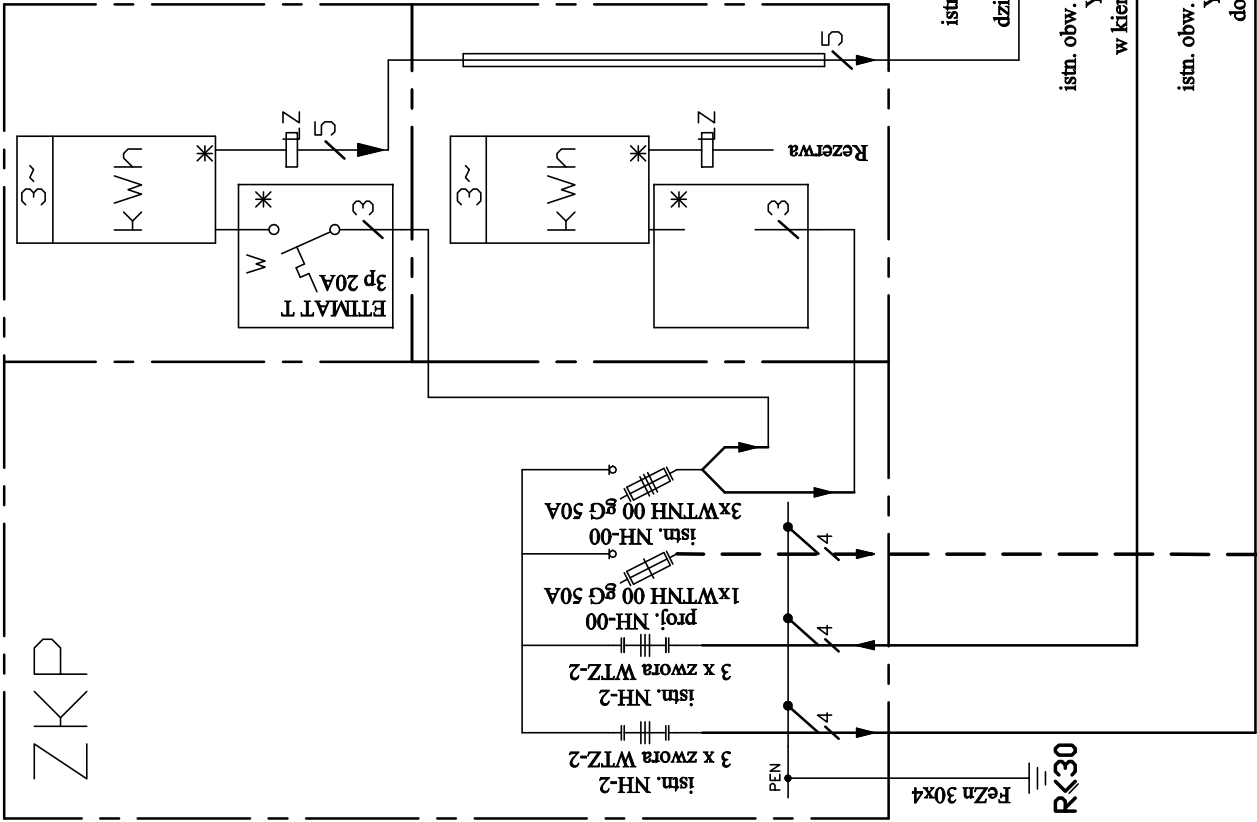 3~
kWh
*
Z
5
*
W
3p 20A
ETIMAT T
3
5
3~
kWh
*
Z
Rezerwa
*
3
ZKP
3xWTNH 00 gG 50A
istn. NH-00
1xWTNH 00 gG 50A
proj. NH-00
3 x zwora WTZ-2
istn. NH-2
3 x zwora WTZ-2
istn. NH-2
4
4
4
PEN
FeZn 30x4
R<30
istn. obw.
w kier
istn. obw.
Y
do